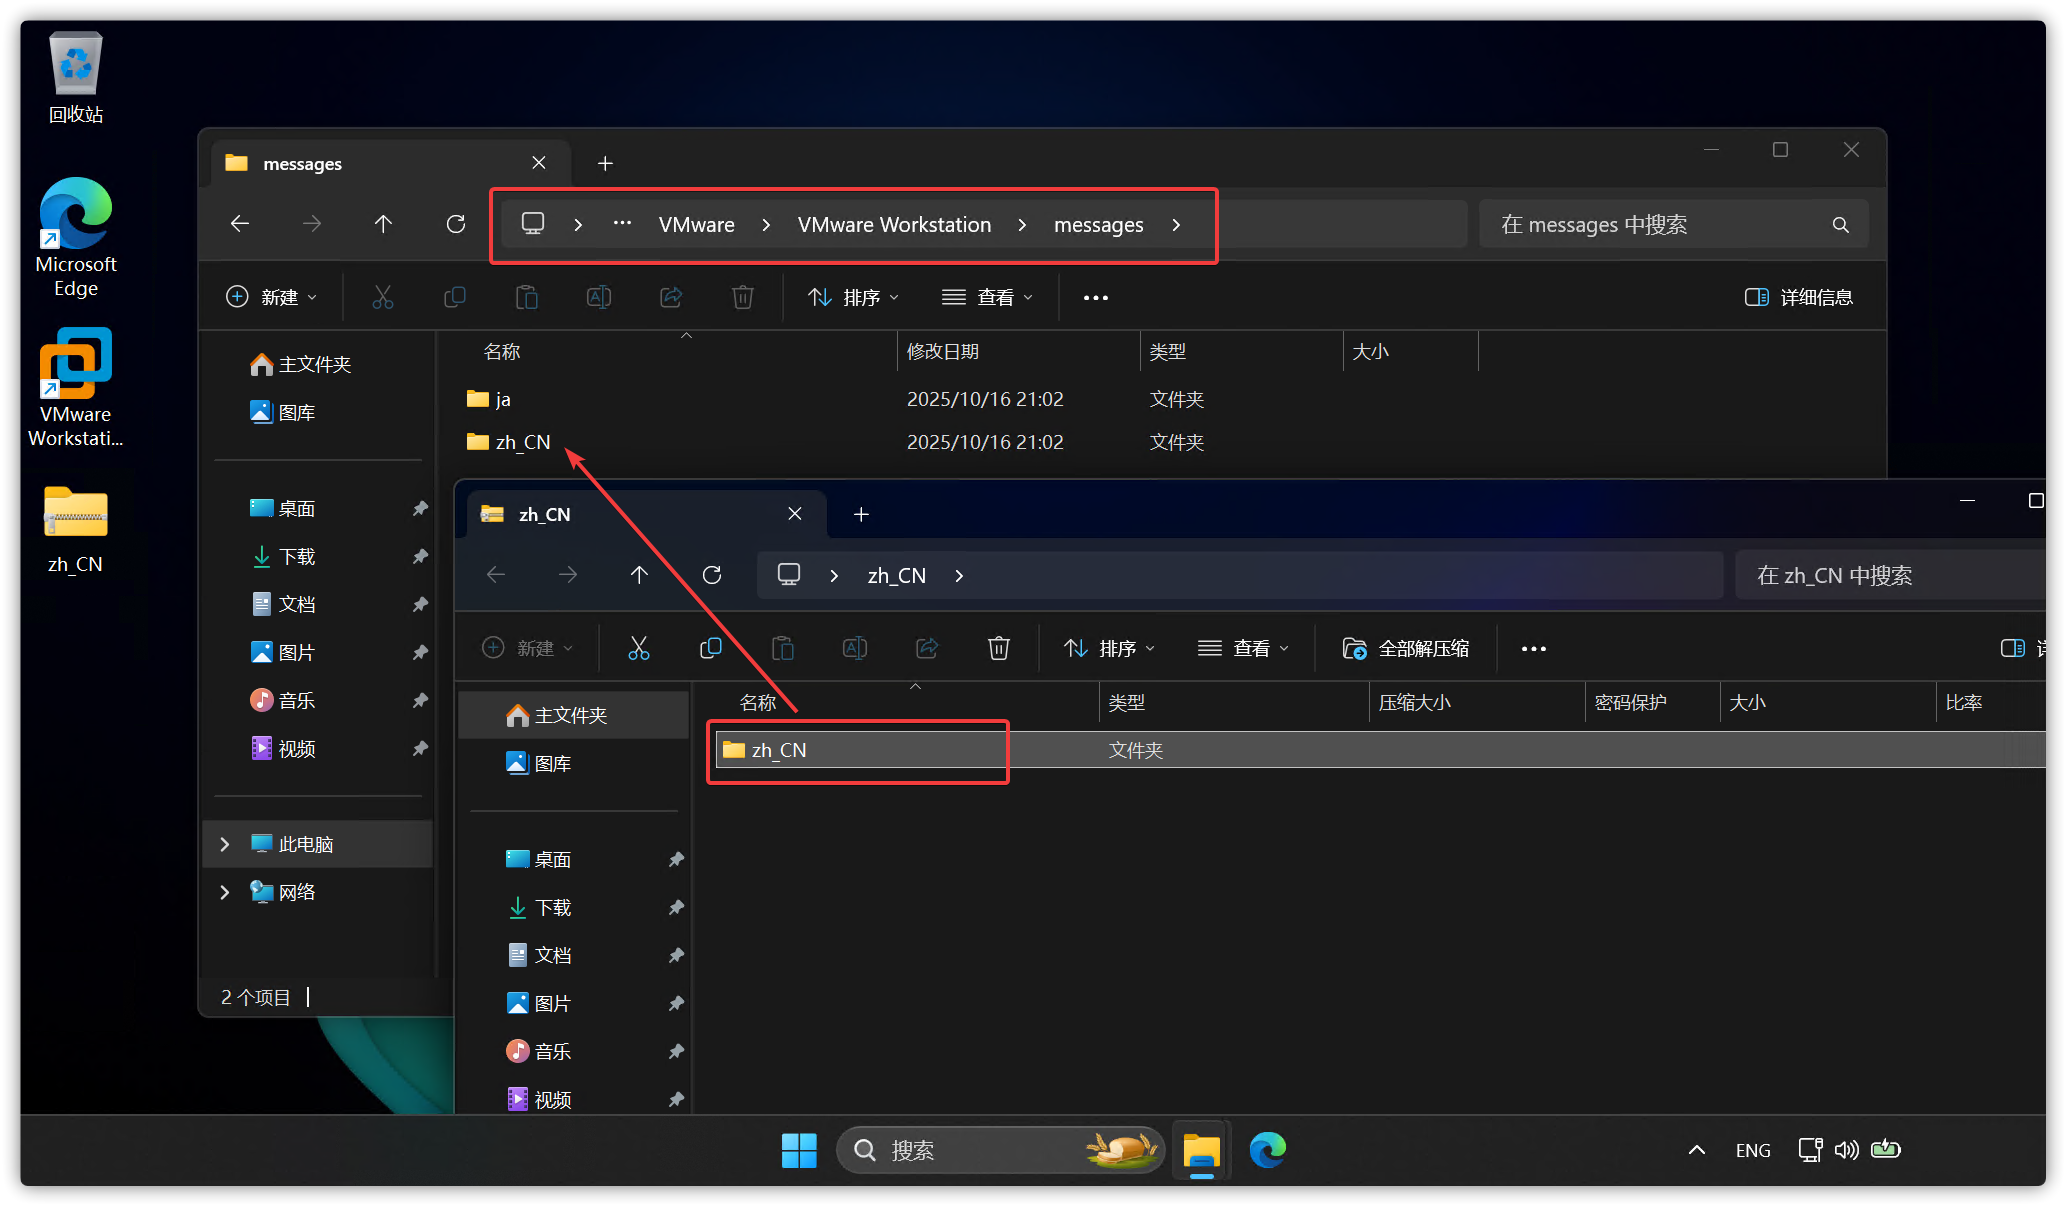 回收站
Microsoft
Edge
VMware
Workstati...
zh_CN
messages
VMware
VMware Workstation
messages
在 messages 中搜索
新建
排序
查看
详细信息
名称
修改日期
类型
大小
ja
2025/10/16 21:02
文件夹
zh_CN
2025/10/16 21:02
文件夹
主文件夹
图库
桌面
下载
文档
图片
音乐
视频
此电脑
网络
2 个项目
zh_CN
zh_CN
在 zh_CN 中搜索
新建
排序
查看
全部解压缩
名称
类型
压缩大小
密码保护
大小
比率
zh_CN
文件夹
主文件夹
图库
桌面
下载
文档
图片
音乐
视频
搜索
ENG